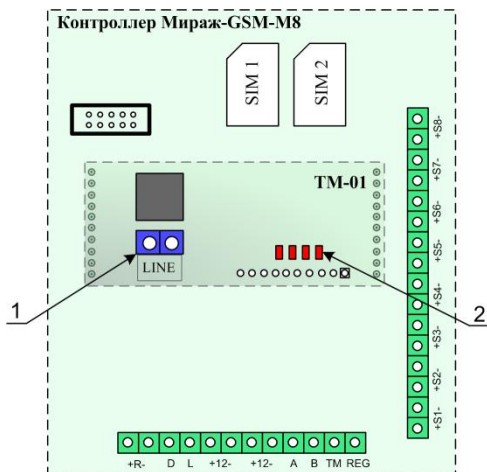 Контроллер Мираж-GSM-M8
SIM 1
SIM 2
TM-01
LINE
1
2
+S8-
+S7-
+S6-
+S5-
+S4-
+S3-
+S2-
+S1-
+R- D L +12- +12- A B TM REG